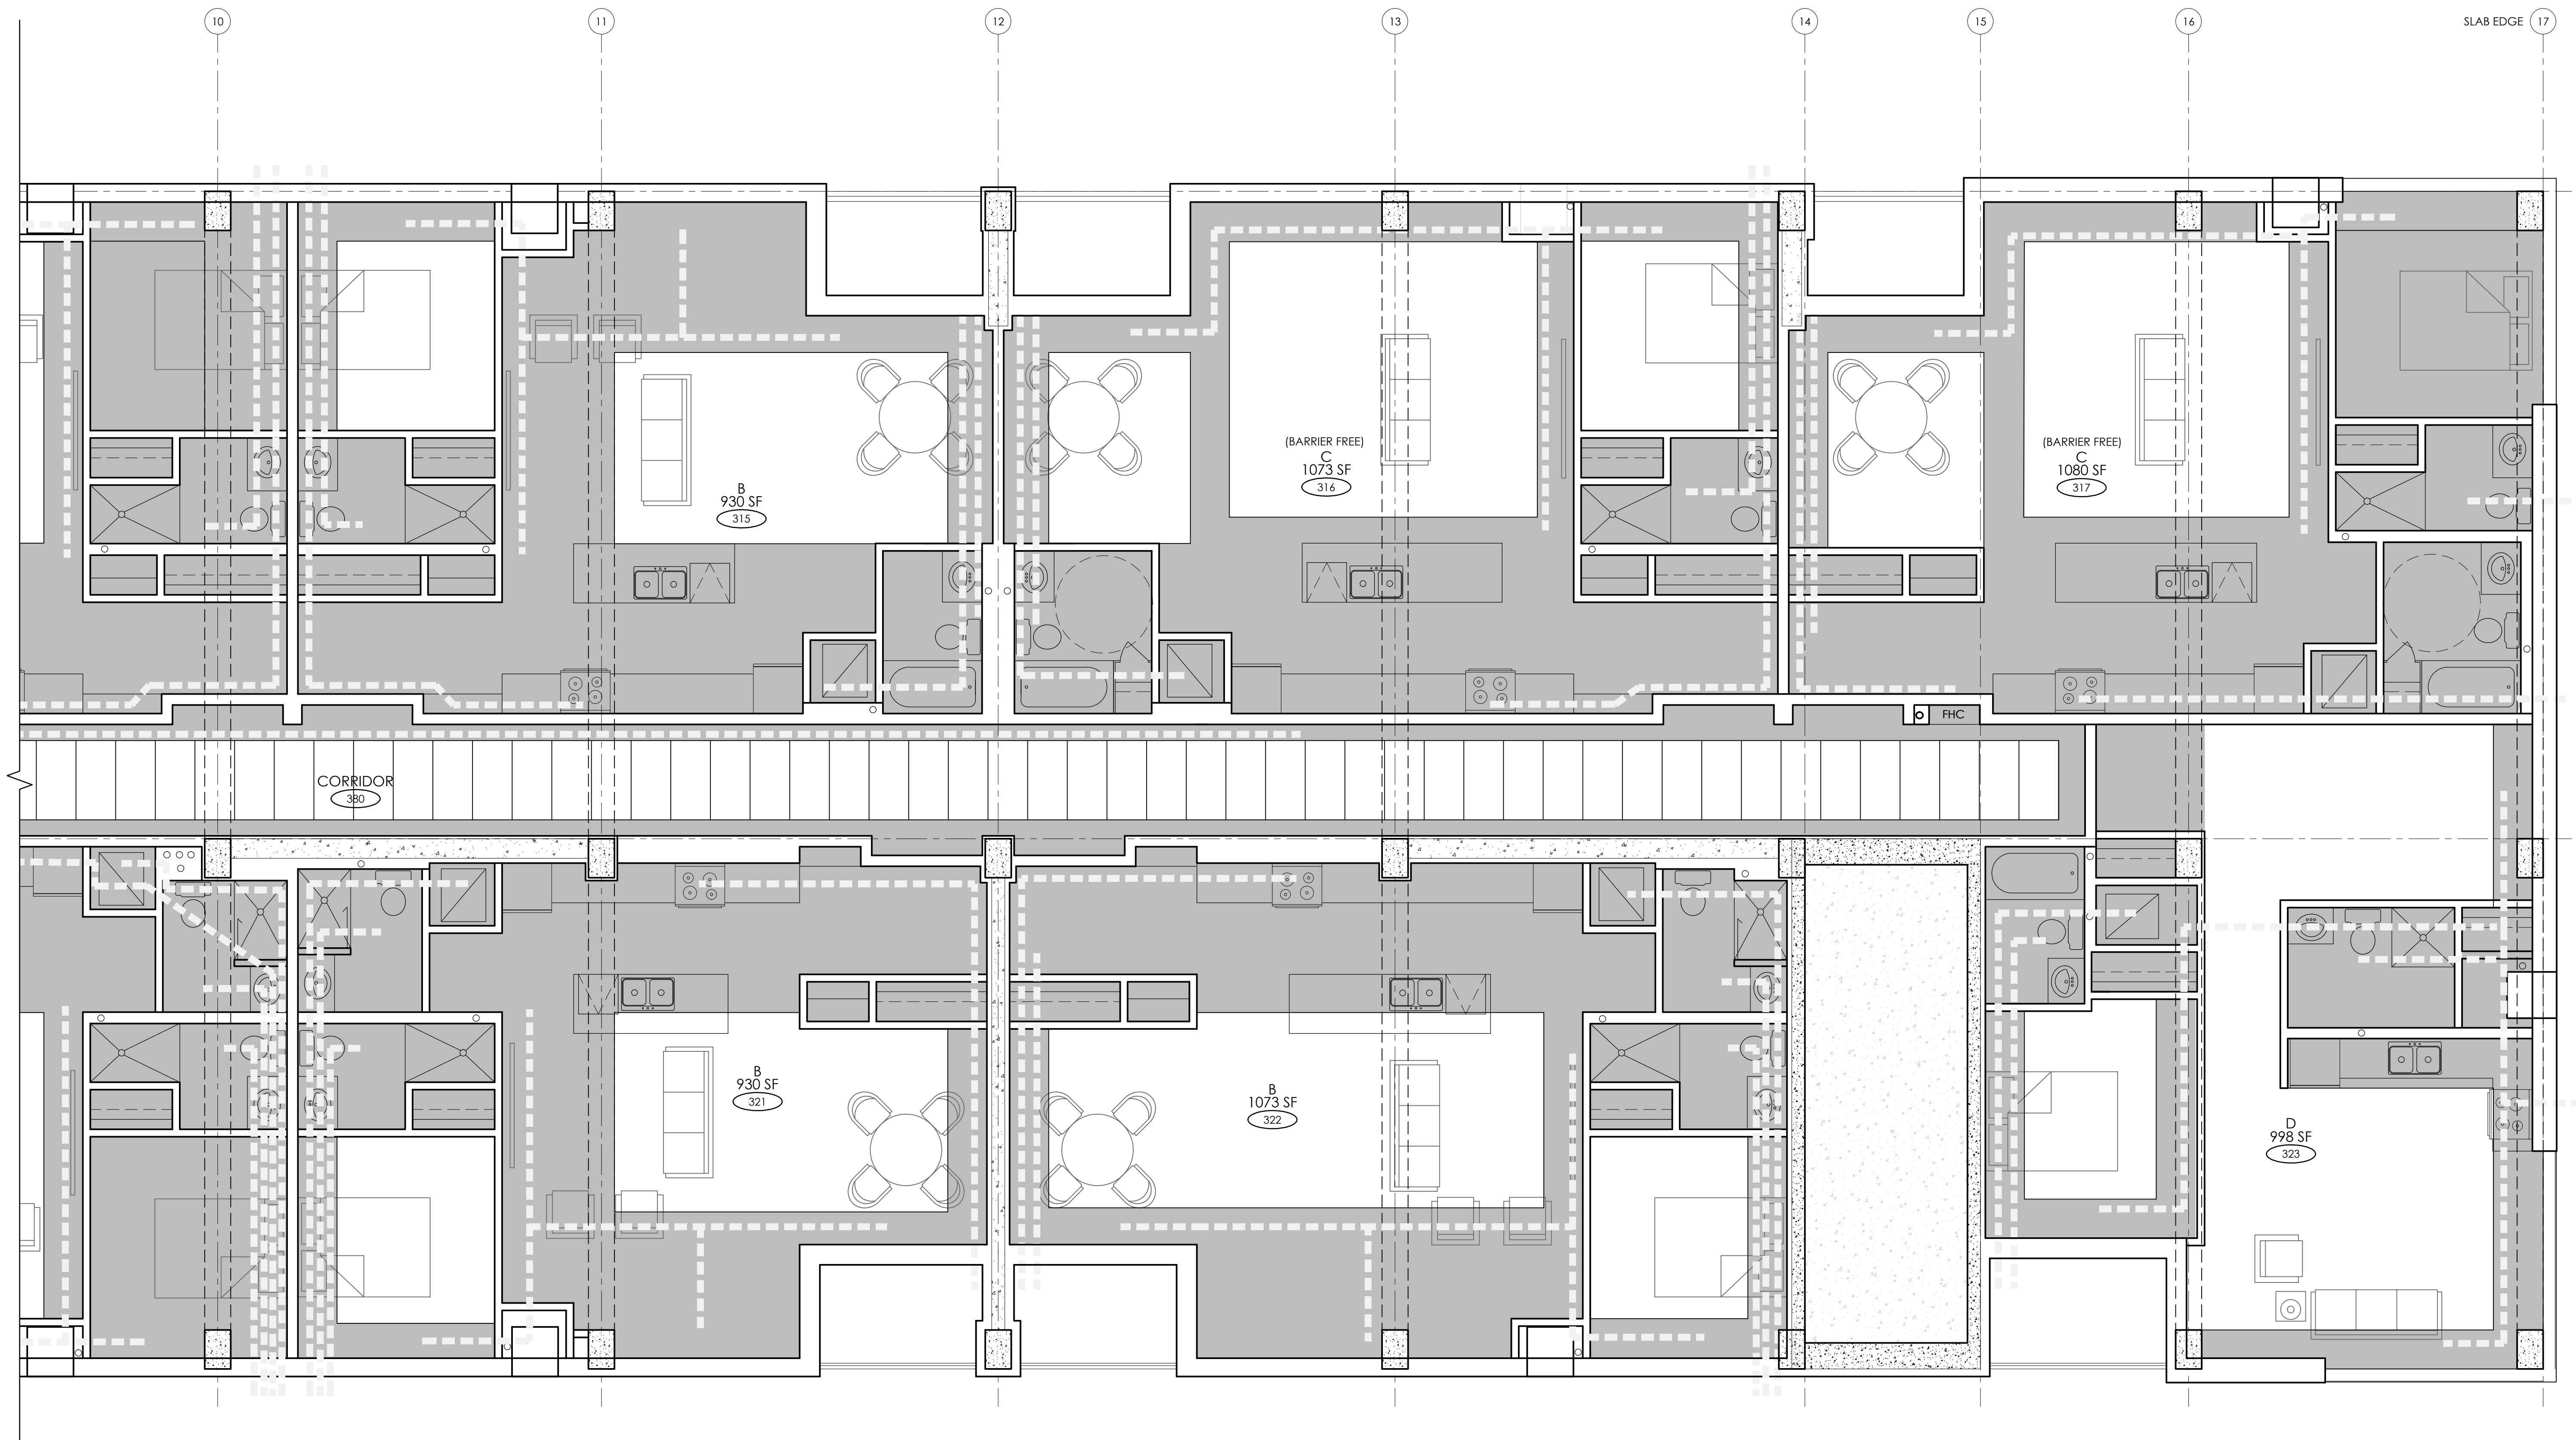 10
11
12
13
14
15
16
SLAB EDGE 17
(BARRIER FREE)
C
1073 SF
316
(BARRIER FREE)
C
1080 SF
317
B
930 SF
315
FHC
CORRIDOR
380
B
930 SF
321
B
1073 SF
322
D
998 SF
323